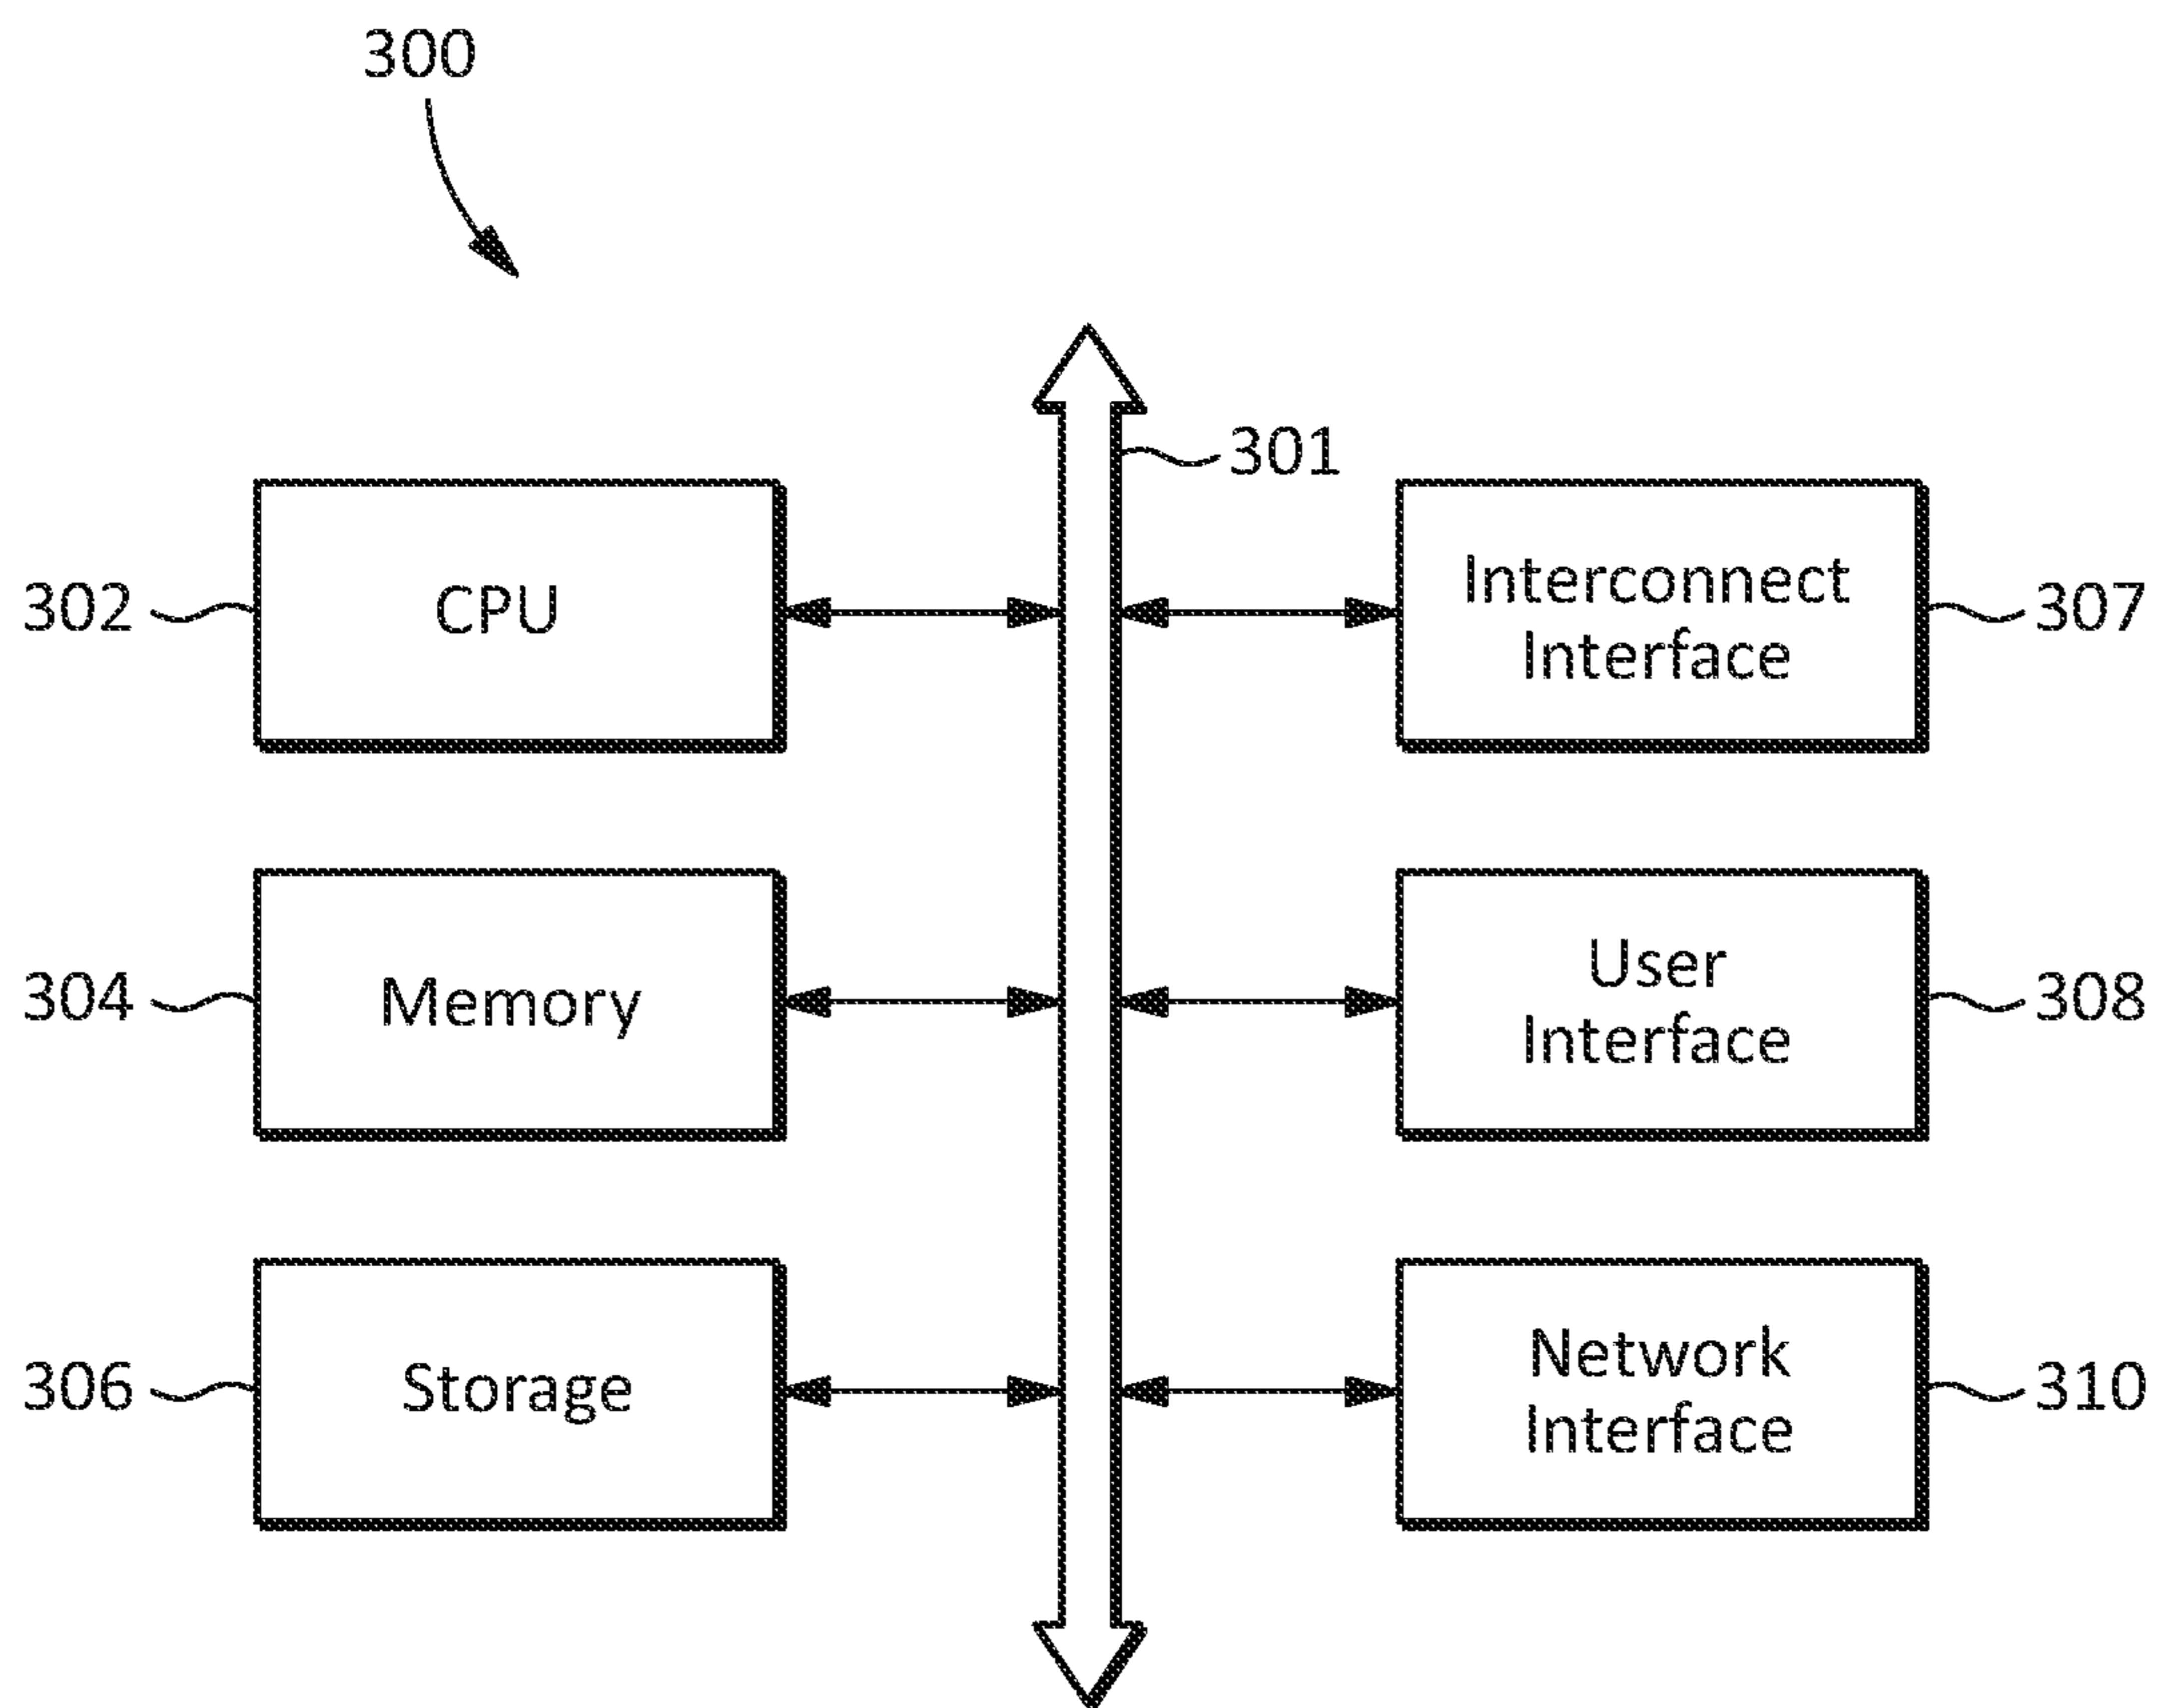 300
301
302
CPU
Interconnect
Interface
307
304
Memory
User
Interface
308
306
Storage
Network
Interface
310